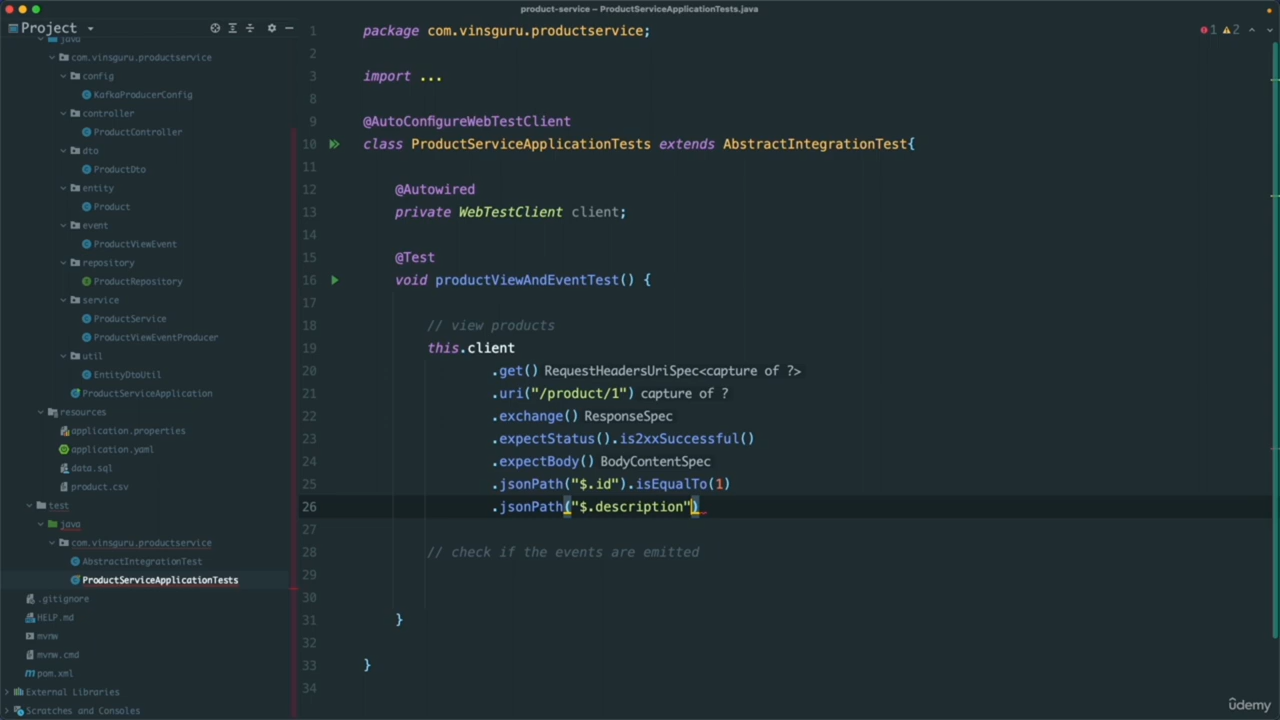 product-service – ProductServiceApplicationTests.java
Project
java
com.vinsguru.productservice
config
KafkaProducerConfig
controller
ProductController
dto
ProductDto
entity
Product
event
ProductViewEvent
repository
ProductRepository
service
ProductService
ProductViewEventProducer
util
EntityDtoUtil
ProductServiceApplication
resources
application.properties
application.yaml
data.sql
product.csv
test
java
com.vinsguru.productservice
AbstractIntegrationTest
ProductServiceApplicationTests
.gitignore
HELP.md
mvnw
mvnw.cmd
pom.xml
External Libraries
Scratches and Consoles
1 package com.vinsguru.productservice;
2
3 import ...
8
9 @AutoConfigureWebTestClient
10 class ProductServiceApplicationTests extends AbstractIntegrationTest{
11
12 @Autowired
13 private WebTestClient client;
14
15 @Test
16 void productViewAndEventTest() {
17
18 // view products
19 this.client
20 .get() RequestHeadersUriSpec<capture of ?>
21 .uri("/product/1") capture of ?
22 .exchange() ResponseSpec
23 .expectStatus().is2xxSuccessful()
24 .expectBody() BodyContentSpec
25 .jsonPath("$.id").isEqualTo(1)
26 .jsonPath("$.description")
27
28 // check if the events are emitted
29
30
31 }
32
33 }
34
1 2
udemy